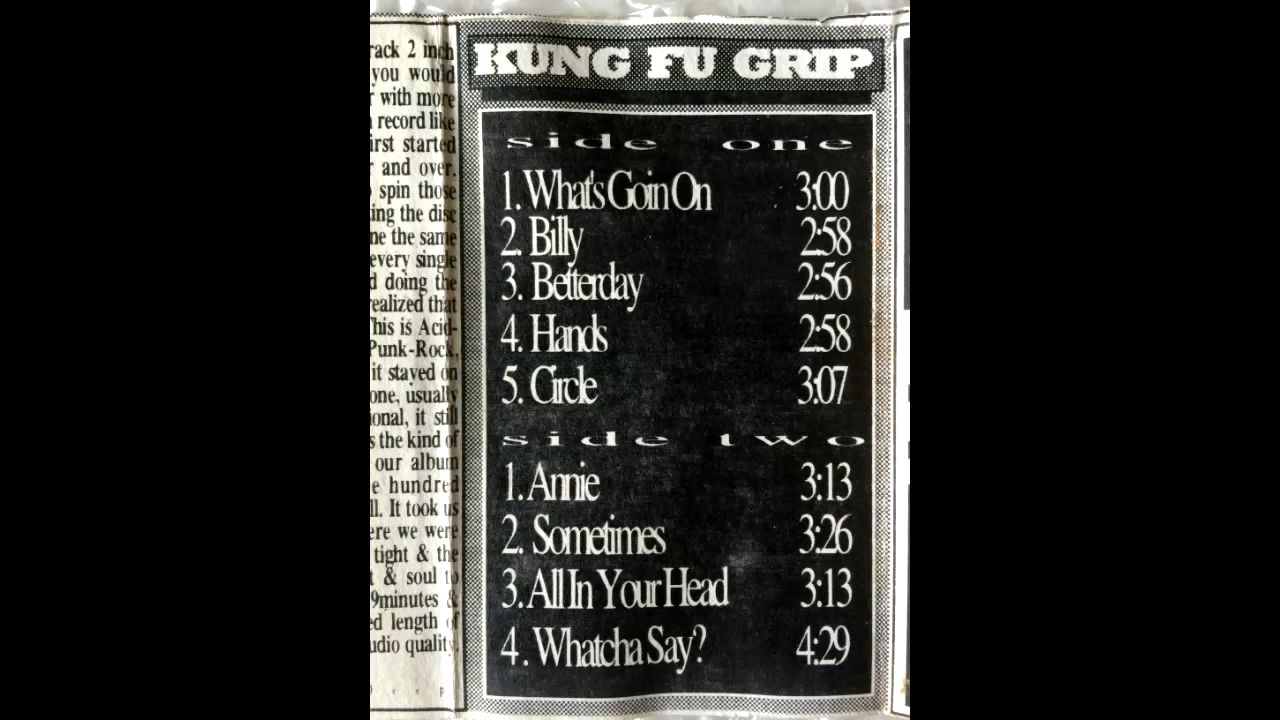 rack 2 inch
you would
with more
record like
irst started
and over.
spin those
ing the disc
ne the same
every single
d doing the
realized that
This is Acid-
Punk-Rock,
it stayed on
one, usually
ional, it still
s the kind of
our album
e hundred
ll. It took us
ere we were
tight & the
& soul to
9minutes &
ed length of
udio quality.
KUNG FU GRIP
side one
1. What's Goin On 3:00
2. Billy 2:58
3. Betterday 2:56
4. Hands 2:58
5. Circle 3:07
side two
1. Annie 3:13
2. Sometimes 3:26
3. All In Your Head 3:13
4. Whatcha Say? 4:29